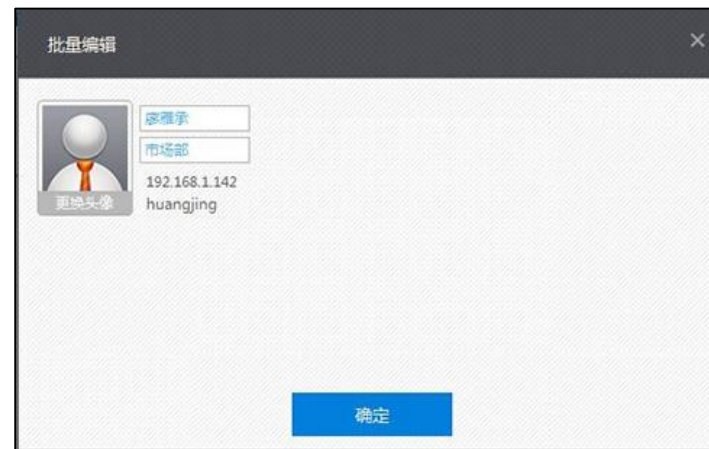 批量编辑
廖雅承
市场部
192.168.1.142
更换头像
huangjing
确定